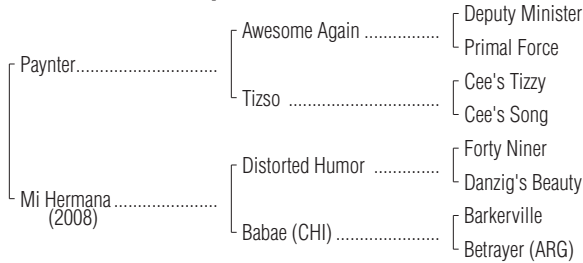 Deputy Minister
Awesome Again ................
Primal Force
Paynter............................
Cee's Tizzy
Tizso ................................
Cee's Song
Forty Niner
Distorted Humor ..............
Danzig's Beauty
Mi Hermana.....................
(2008)
Barkerville
Babae (CHI) ......................
Betrayer (ARG)